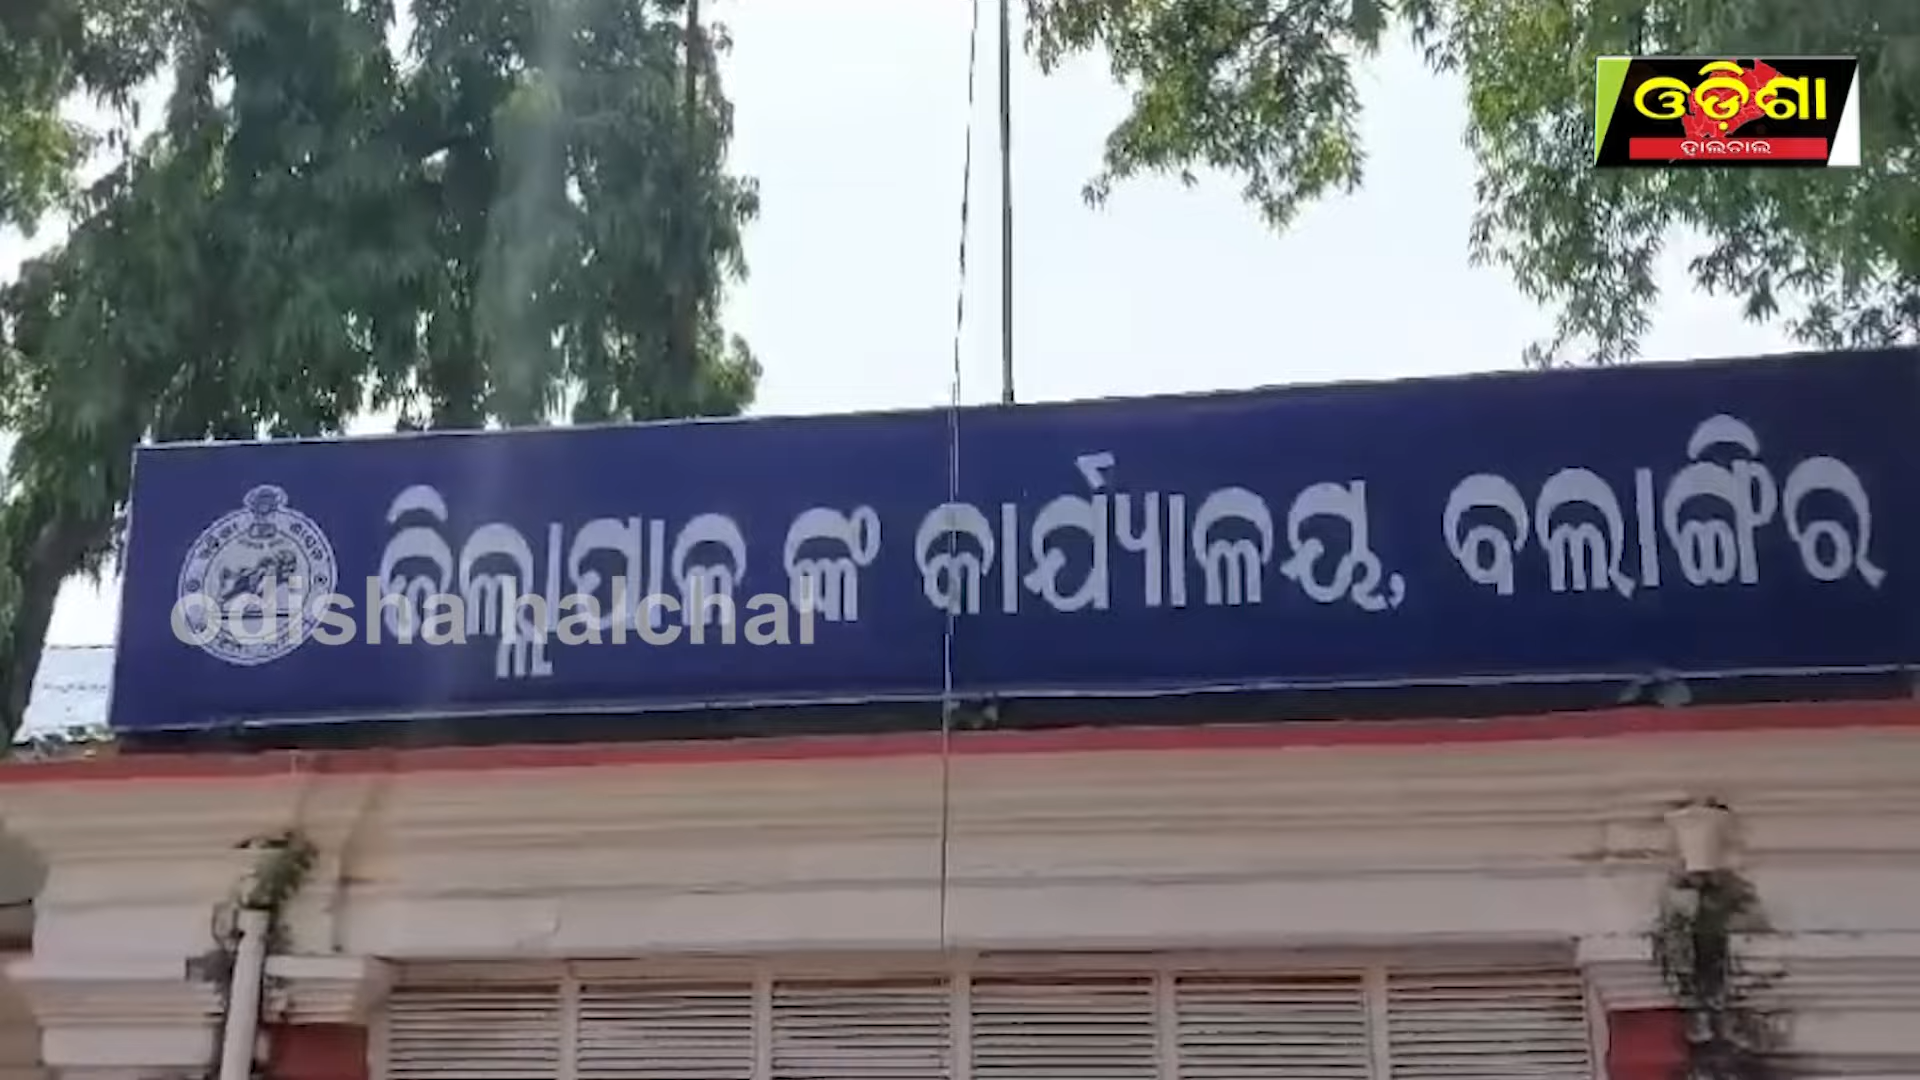 ଓଡ଼ିଶା
ହାଲଚାଲ
ଜିଲ୍ଲାପାଳ ଙ୍କ କାର୍ଯ୍ୟାଳୟ, ବଲାଙ୍ଗିର
odisha halchal